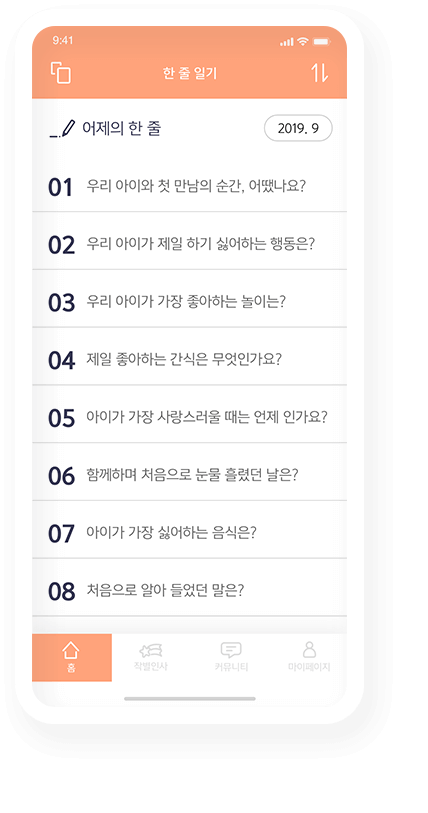 9:41
한 줄 일기
어제의 한 줄
2019. 9
01 우리 아이와 첫 만남의 순간, 어땠나요?
02 우리 아이가 제일 하기 싫어하는 행동은?
03 우리 아이가 가장 좋아하는 놀이는?
04 제일 좋아하는 간식은 무엇인가요?
05 아이가 가장 사랑스러울 때는 언제 인가요?
06 함께하며 처음으로 눈물 흘렸던 날은?
07 아이가 가장 싫어하는 음식은?
08 처음으로 알아 들었던 말은?
홈 작별인사 커뮤니티 마이페이지